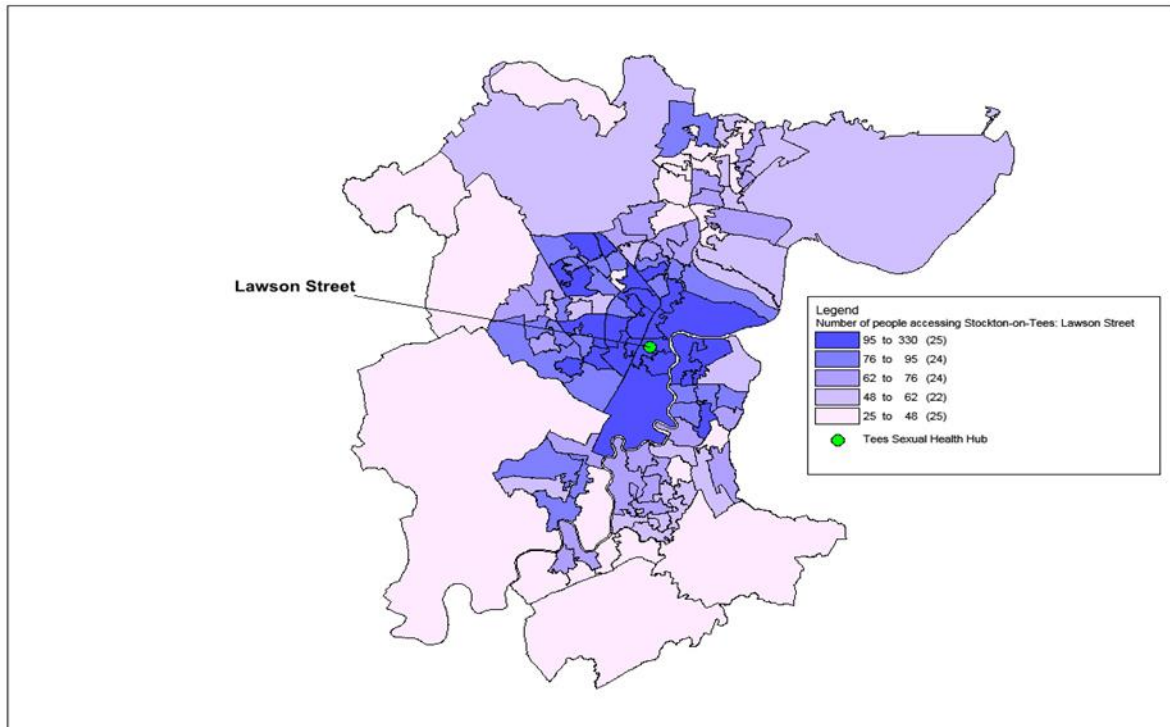 Lawson Street
Legend
Number of people accessing Stockton-on-Tees: Lawson Street
95 to 330 (25)
76 to 95 (24)
62 to 76 (24)
48 to 62 (22)
25 to 48 (25)
Tees Sexual Health Hub